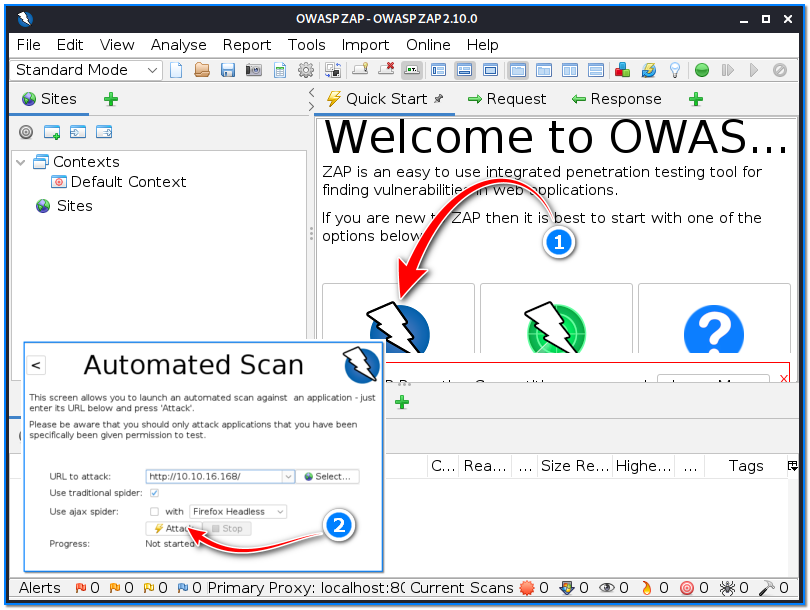 OWASP ZAP - OWASP ZAP 2.10.0
File Edit View Analyse Report Tools Import Online Help
Standard Mode
Sites
Quick Start Request Response
Contexts
Default Context
Sites
Welcome to OWAS...
ZAP is an easy to use integrated penetration testing tool for
finding vulnerabilities in web applications.
If you are new to ZAP then it is best to start with one of the
options below
1
<
Automated Scan
This screen allows you to launch an automated scan against an application - just
enter its URL below and press 'Attack'.
Please be aware that you should only attack applications that you have been
specifically been given permission to test.
URL to attack: http://10.10.16.168/ Select...
Use traditional spider:
Use ajax spider: with Firefox Headless
Attack Stop
2
Progress: Not started
X
C... Rea... ... Size Re... Highe... ... Tags
Alerts 0 0 0 0 Primary Proxy: localhost:80 Current Scans 0 0 0 0 0 0 0